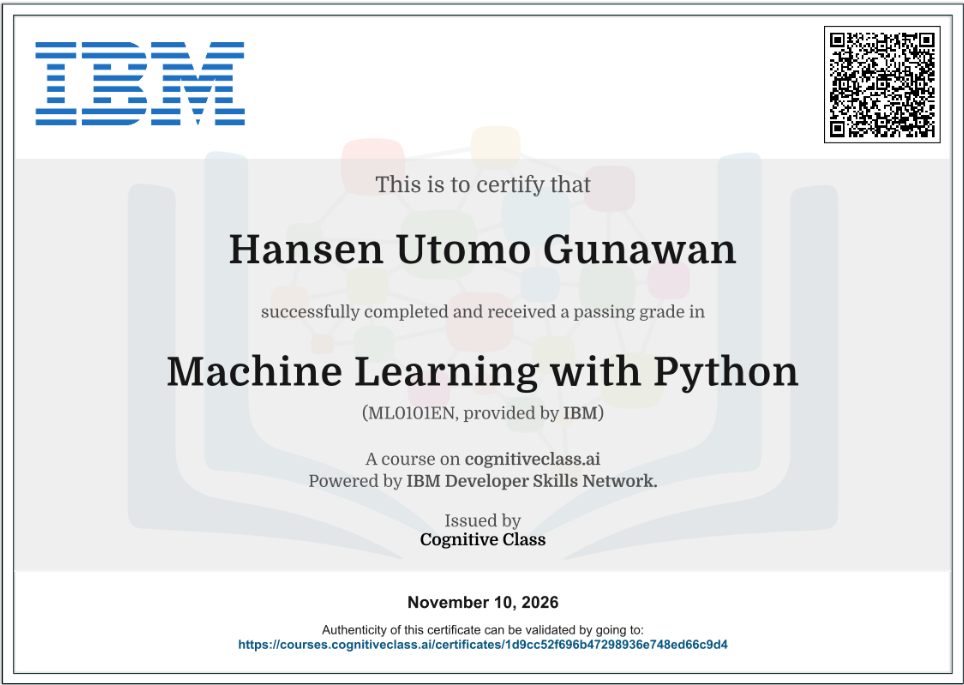 IBM
This is to certify that
Hansen Utomo Gunawan
successfully completed and received a passing grade in
Machine Learning with Python
(ML0101EN, provided by IBM)
A course on cognitiveclass.ai
Powered by IBM Developer Skills Network.
Issued by
Cognitive Class
November 10, 2026
Authenticity of this certificate can be validated by going to:
https://courses.cognitiveclass.ai/certificates/1d9cc52f696b47298936e748ed66c9d4